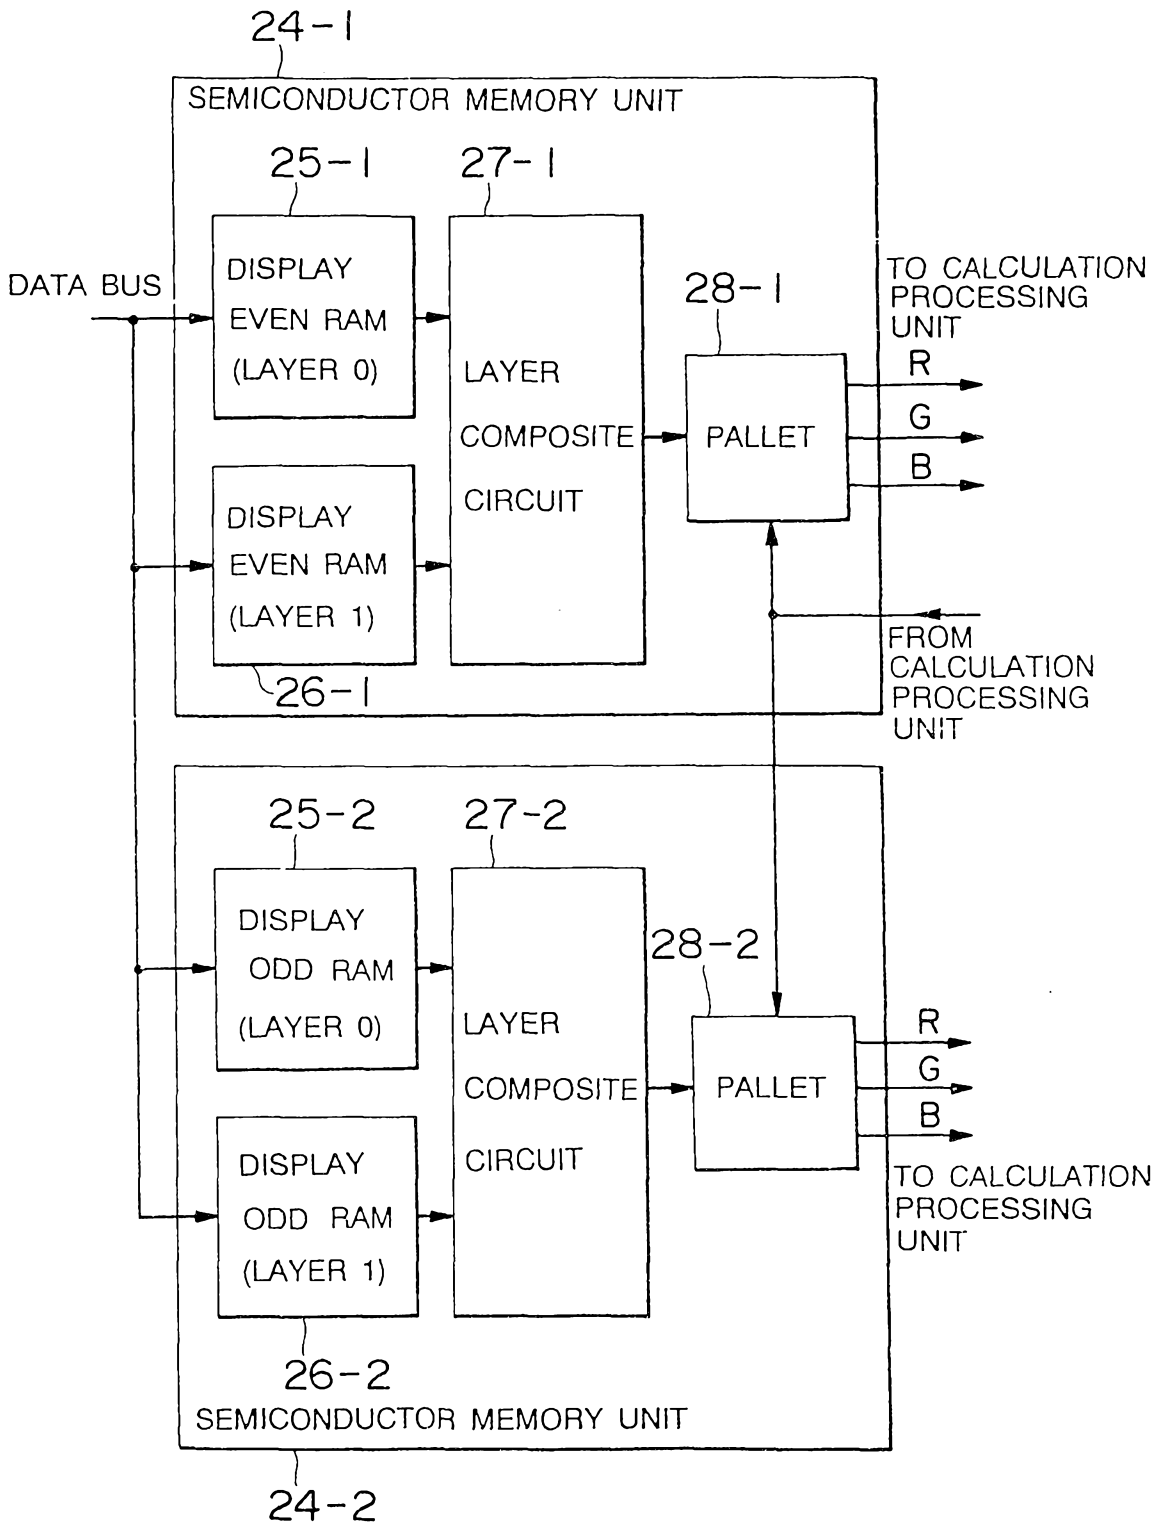 24-1
SEMICONDUCTOR MEMORY UNIT
25-1
27-1
DISPLAY
EVEN RAM
(LAYER 0)
DATA BUS
LAYER
COMPOSITE
CIRCUIT
28-1
PALLET
TO CALCULATION
PROCESSING
UNIT
R
G
B
DISPLAY
EVEN RAM
(LAYER 1)
26-1
FROM
CALCULATION
PROCESSING
UNIT
25-2
27-2
DISPLAY
ODD RAM
(LAYER 0)
LAYER
COMPOSITE
CIRCUIT
28-2
PALLET
R
G
B
TO CALCULATION
PROCESSING
UNIT
DISPLAY
ODD RAM
(LAYER 1)
26-2
SEMICONDUCTOR MEMORY UNIT
24-2